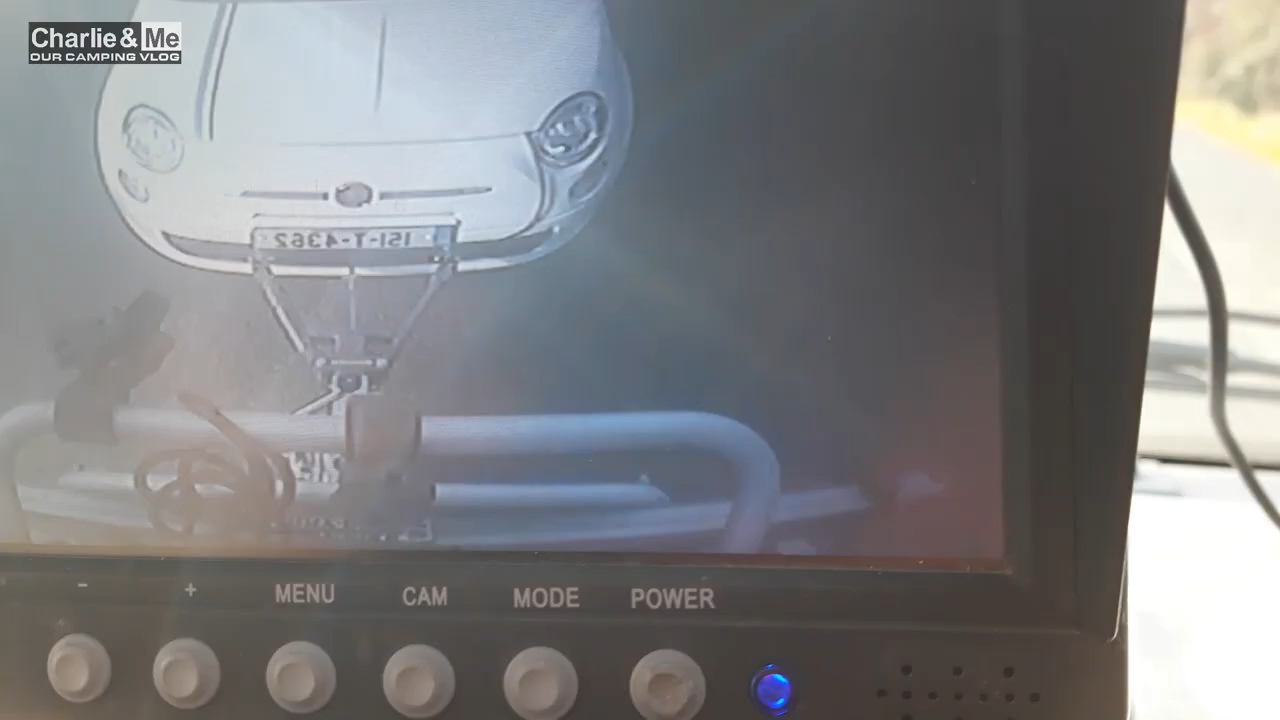 Charlie & Me
OUR CAMPING VLOG
151-T-4362
- + MENU CAM MODE POWER